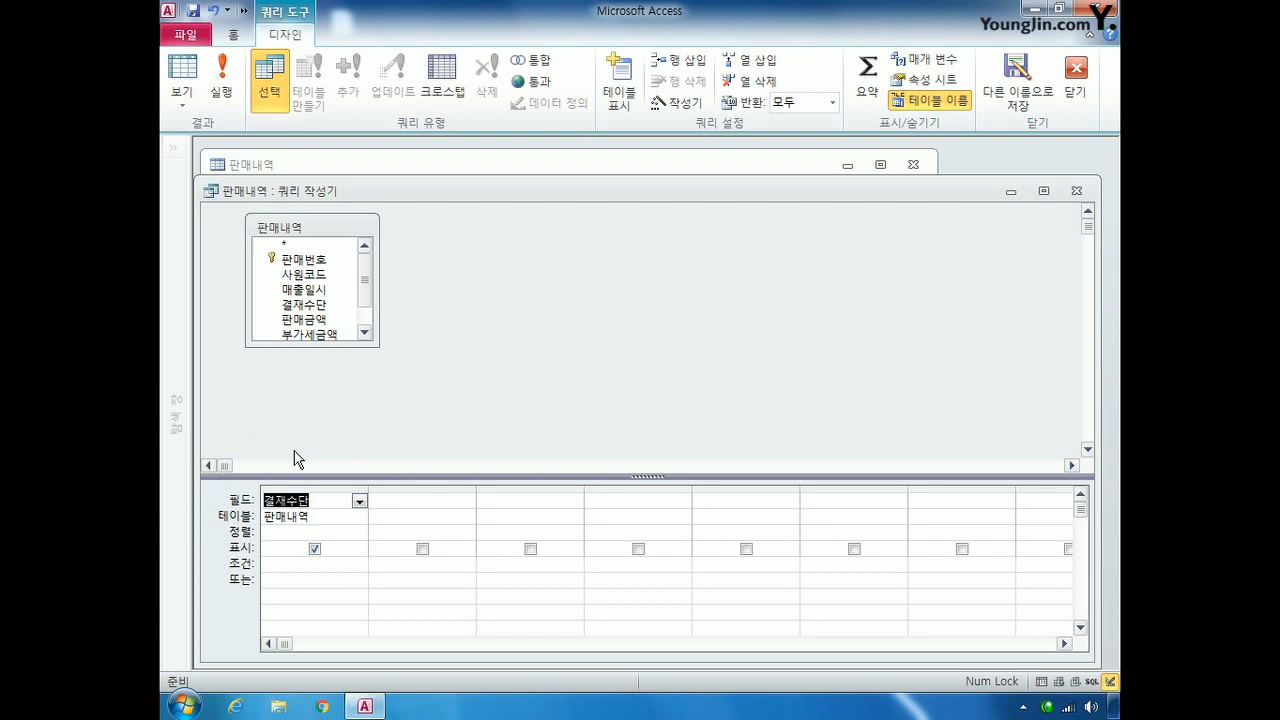 쿼리 도구
Microsoft Access
YoungJin.com Y.
파일
홈
디자인
보기
실행
선택
테이블 만들기
추가
업데이트
크로스탭
삭제
통합
통과
데이터 정의
테이블 표시
행 삽입
행 삭제
작성기
열 삽입
열 삭제
반환: 모두
요약
매개 변수
속성 시트
테이블 이름
다른 이름으로 저장
닫기
결과
쿼리 유형
쿼리 설정
표시/숨기기
닫기
판매내역
판매내역 : 쿼리 작성기
판매내역
*
판매번호
사원코드
매출일시
결재수단
판매금액
부가세금액
탐색 창
필드: 결재수단
테이블: 판매내역
정렬:
표시:
조건:
또는:
준비
Num Lock
SQL